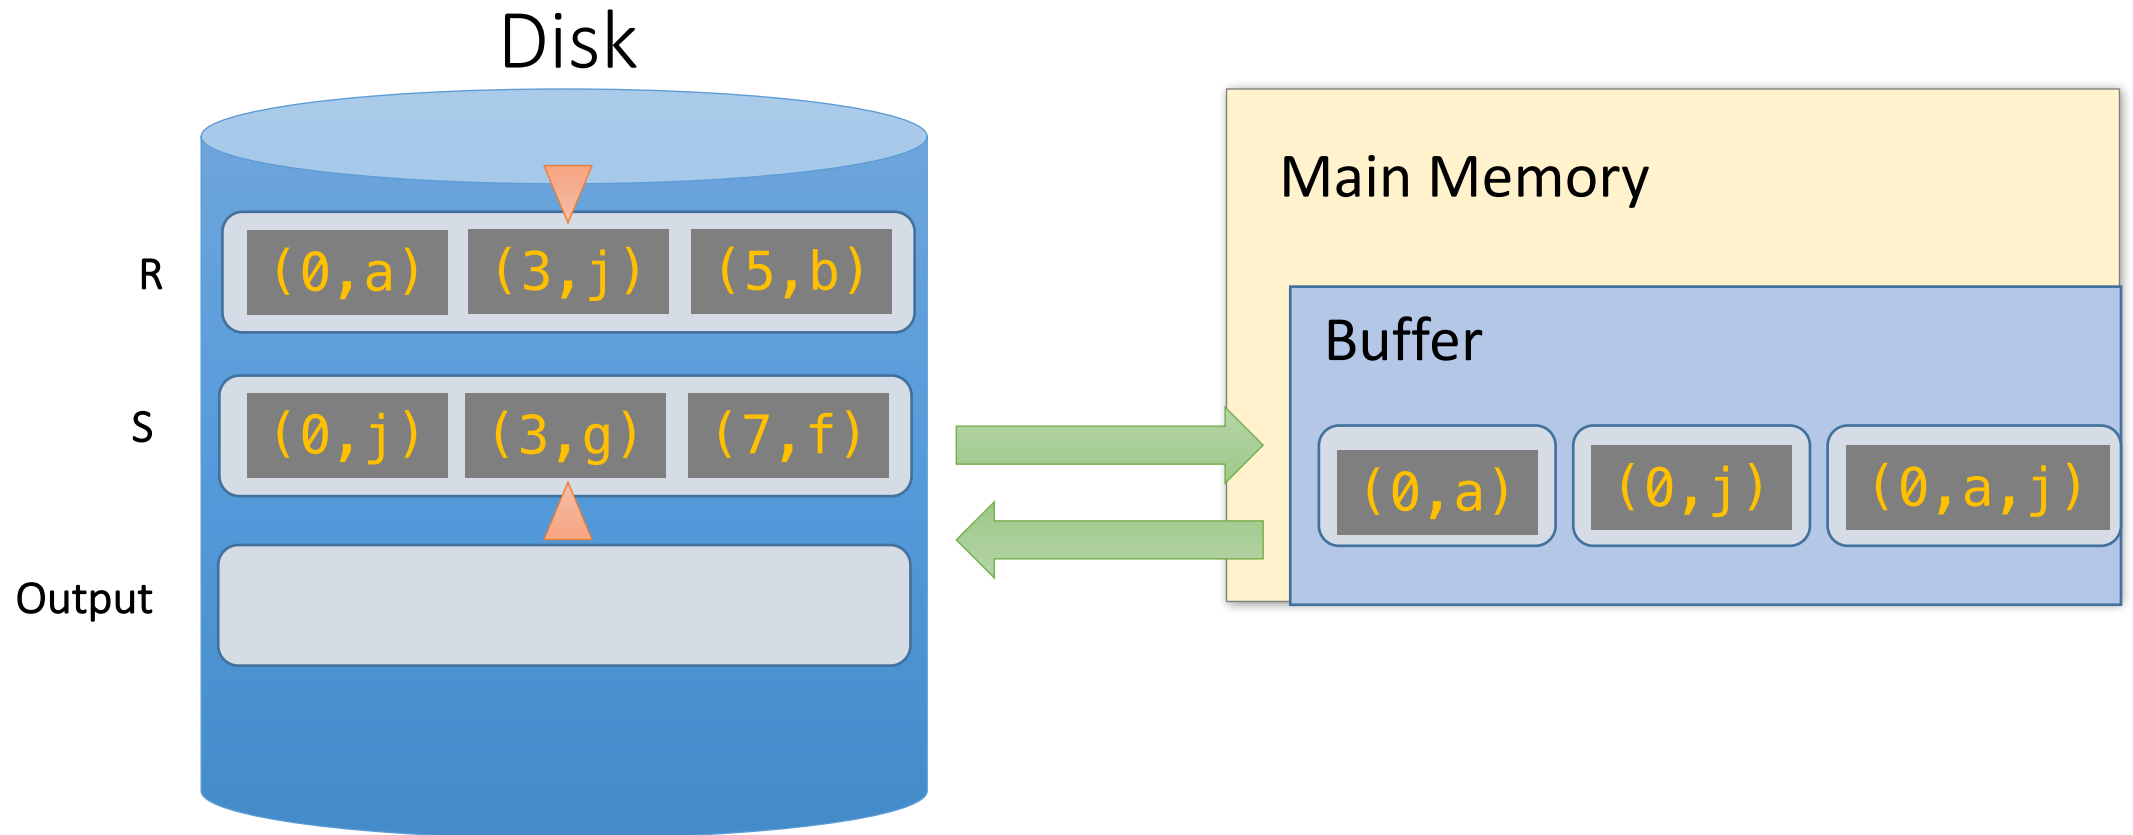 Disk
Main Memory
R
(0,a) (3,j) (5,b)
Buffer
S
(0,j) (3,g) (7,f)
(0,a) (0,j) (0,a,j)
Output